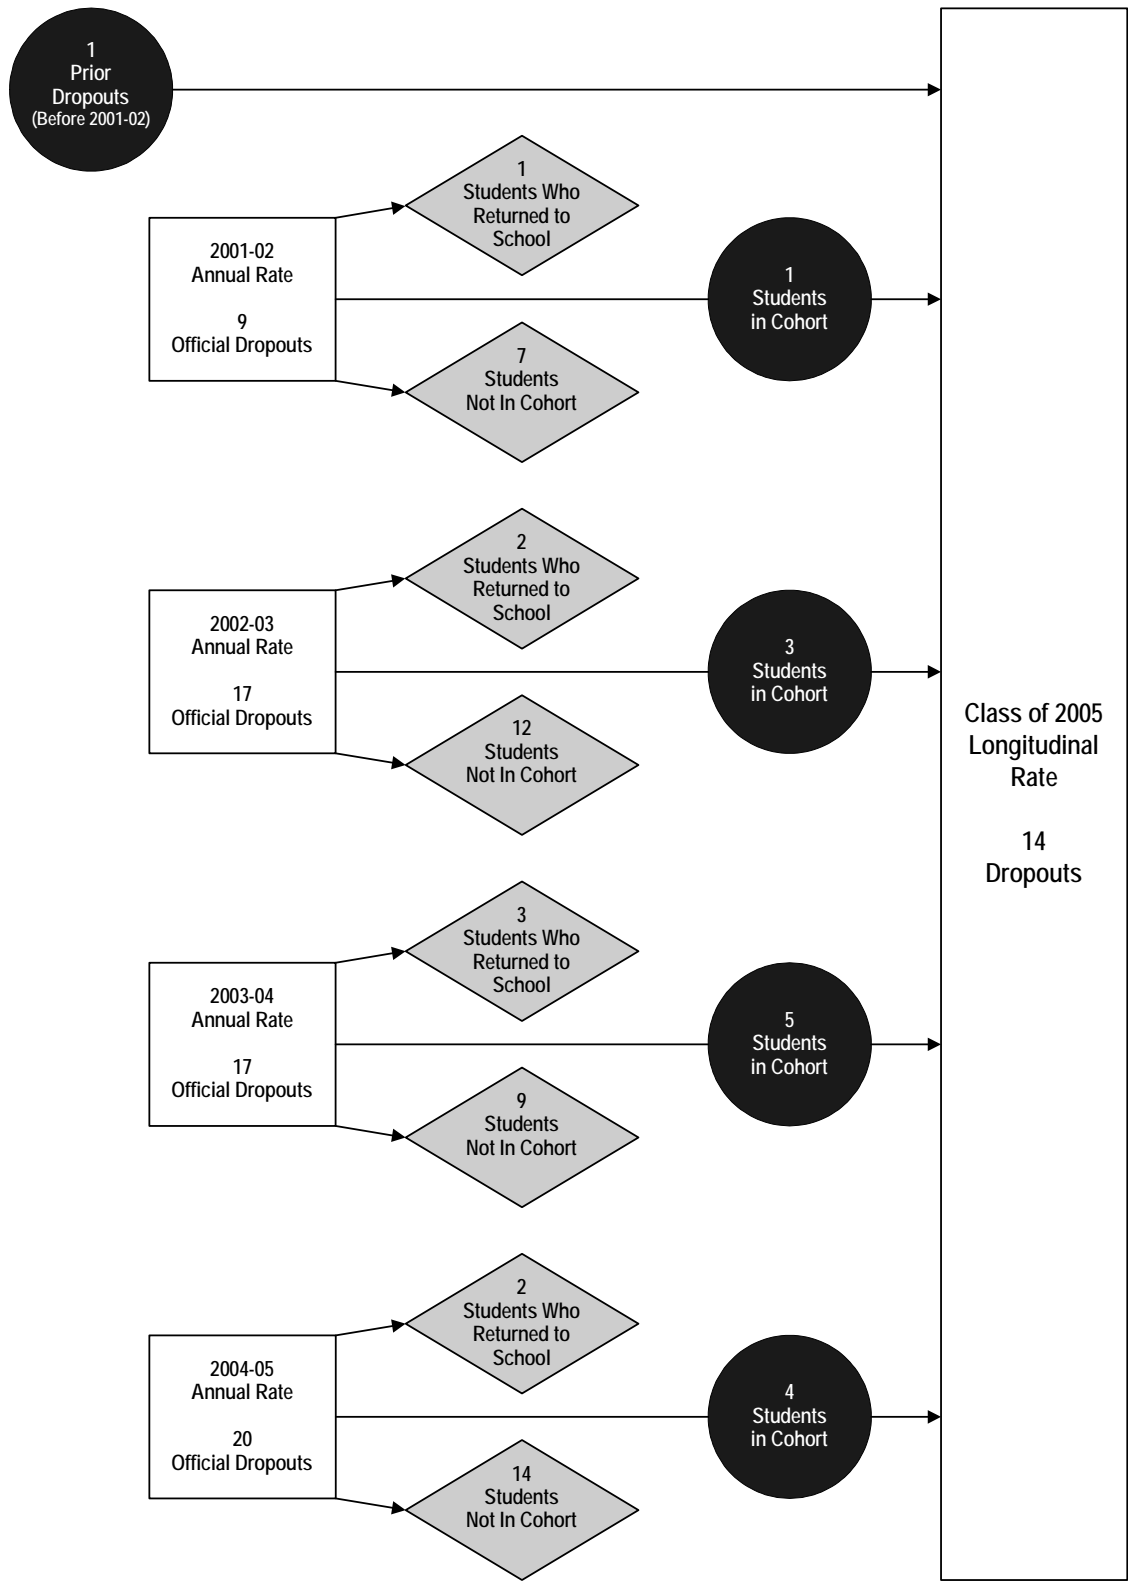 1
Prior
Dropouts
(Before 2001-02)
1
Students Who
Returned to
School
2001-02
Annual Rate
9
Official Dropouts
1
Students
in Cohort
7
Students
Not In Cohort
2
Students Who
Returned to
School
2002-03
Annual Rate
17
Official Dropouts
3
Students
in Cohort
12
Students
Not In Cohort
Class of 2005
Longitudinal
Rate
14
Dropouts
3
Students Who
Returned to
School
2003-04
Annual Rate
17
Official Dropouts
5
Students
in Cohort
9
Students
Not In Cohort
2
Students Who
Returned to
School
2004-05
Annual Rate
20
Official Dropouts
4
Students
in Cohort
14
Students
Not In Cohort